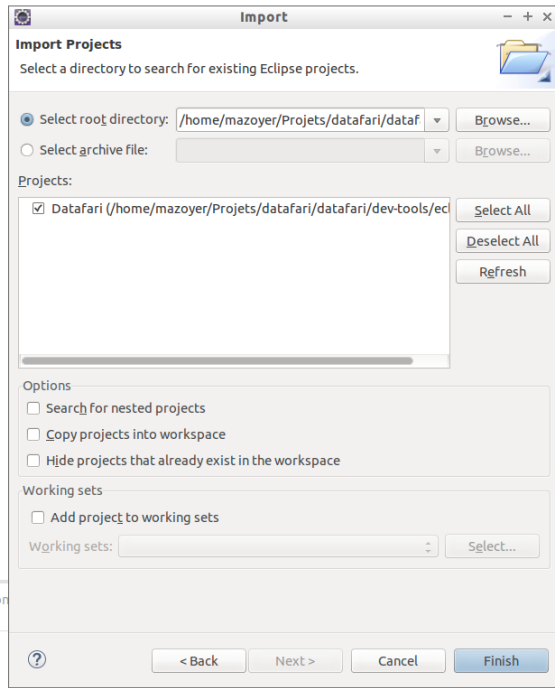 Import
Import Projects
Select a directory to search for existing Eclipse projects.
Select root directory: /home/mazoyer/Projets/datafari/dataf Browse...
Select archive file: Browse...
Projects:
Datafari (/home/mazoyer/Projets/datafari/datafari/dev-tools/ecl Select All
Deselect All
Refresh
Options
Search for nested projects
Copy projects into workspace
Hide projects that already exist in the workspace
Working sets
Add project to working sets
Working sets: Select...
on
? < Back Next > Cancel Finish